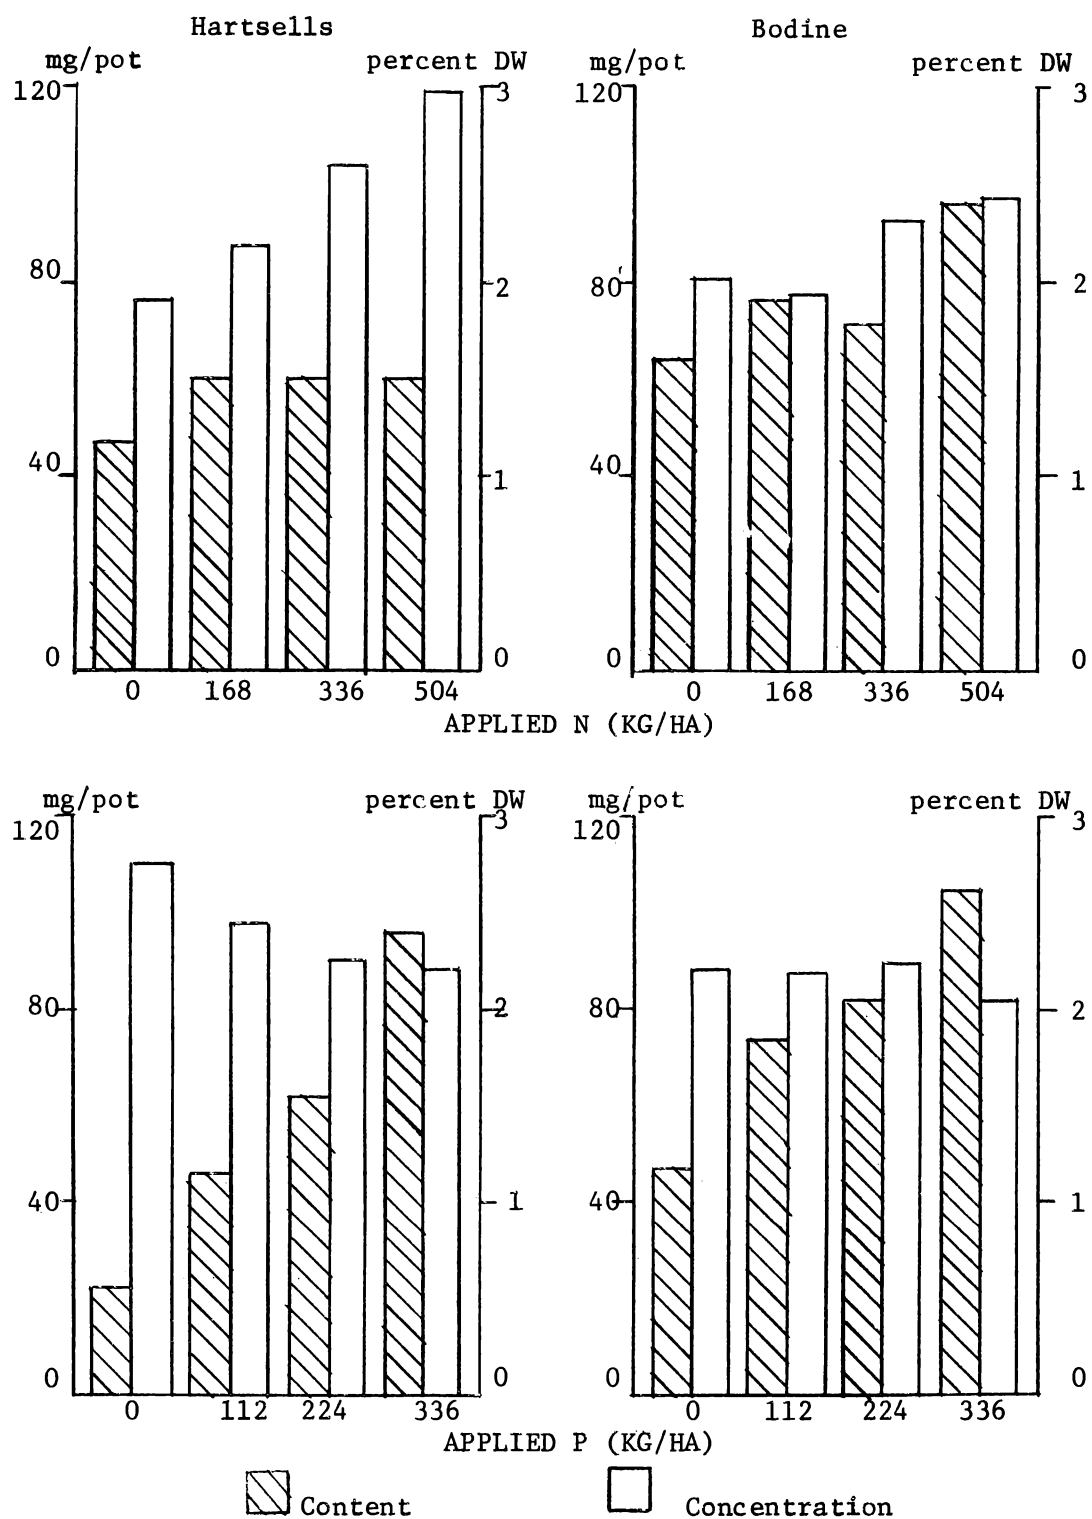 Hartsells Bodine
mg/pot percent DW mg/pot percent DW
120 3 120 3
80 2 80 2
40 1 40 1
0 0 0 0
0 168 336 504 0 168 336 504
APPLIED N (KG/HA)
mg/pot percent DW mg/pot percent DW
120 3 120 3
80 2 80 2
40 1 40 1
0 0 0 0
0 112 224 336 0 112 224 336
APPLIED P (KG/HA)
Content Concentration